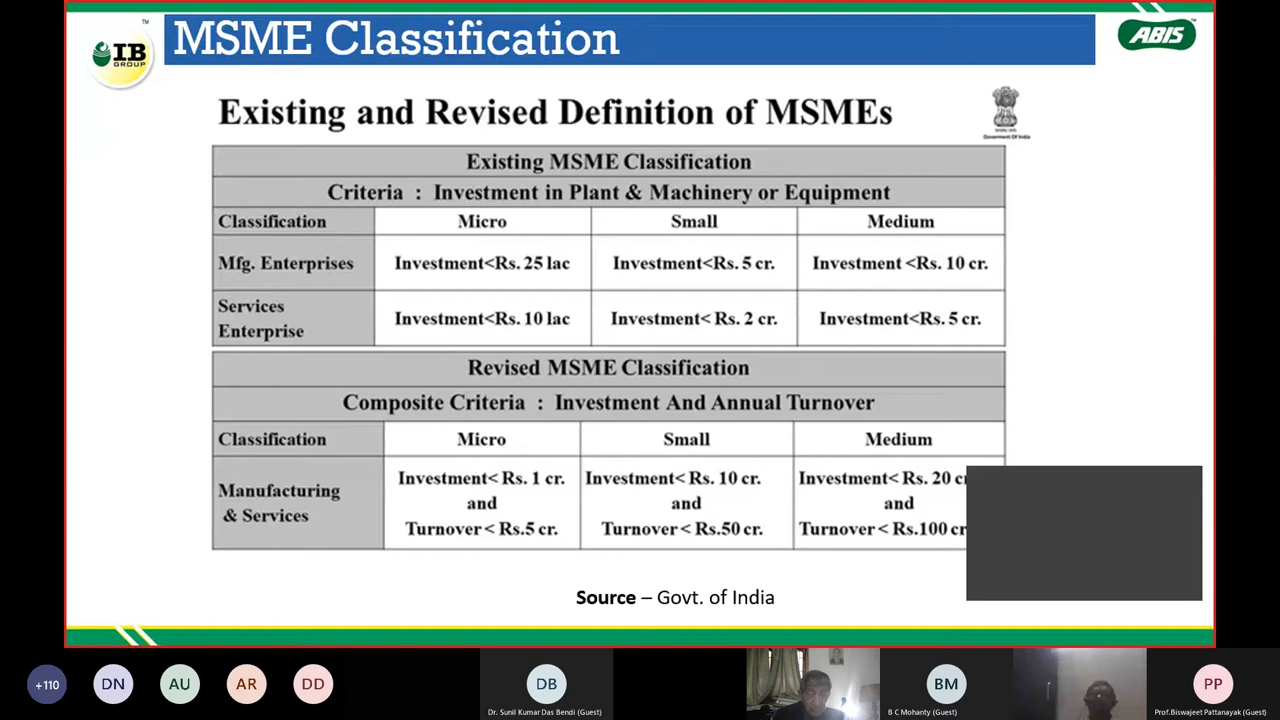 TM
IB
GROUP
MSME Classification
ABIS
Existing and Revised Definition of MSMEs
Government Of India
Existing MSME Classification
Criteria : Investment in Plant & Machinery or Equipment
Classification Micro Small Medium
Mfg. Enterprises Investment<Rs. 25 lac Investment<Rs. 5 cr. Investment <Rs. 10 cr.
Services
Enterprise Investment<Rs. 10 lac Investment< Rs. 2 cr. Investment<Rs. 5 cr.
Revised MSME Classification
Composite Criteria : Investment And Annual Turnover
Classification Micro Small Medium
Manufacturing
& Services
Investment< Rs. 1 cr. Investment< Rs. 10 cr. Investment< Rs. 20 cr
and and and
Turnover < Rs.5 cr. Turnover < Rs.50 cr. Turnover < Rs.100 cr
Source – Govt. of India
+110 DN AU AR DD DB BM PP
Dr. Sunil Kumar Das Bendi (Guest) B C Mohanty (Guest) Prof.Biswajeet Pattanayak (Guest)